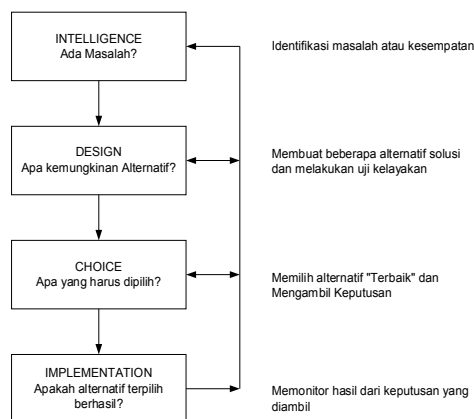 INTELLIGENCE
Ada Masalah?
Identifikasi masalah atau kesempatan
DESIGN
Apa kemungkinan Alternatif?
Membuat beberapa alternatif solusi
dan melakukan uji kelayakan
CHOICE
Apa yang harus dipilih?
Memilih alternatif "Terbaik" dan
Mengambil Keputusan
IMPLEMENTATION
Apakah alternatif terpilih
berhasil?
Memonitor hasil dari keputusan yang
diambil